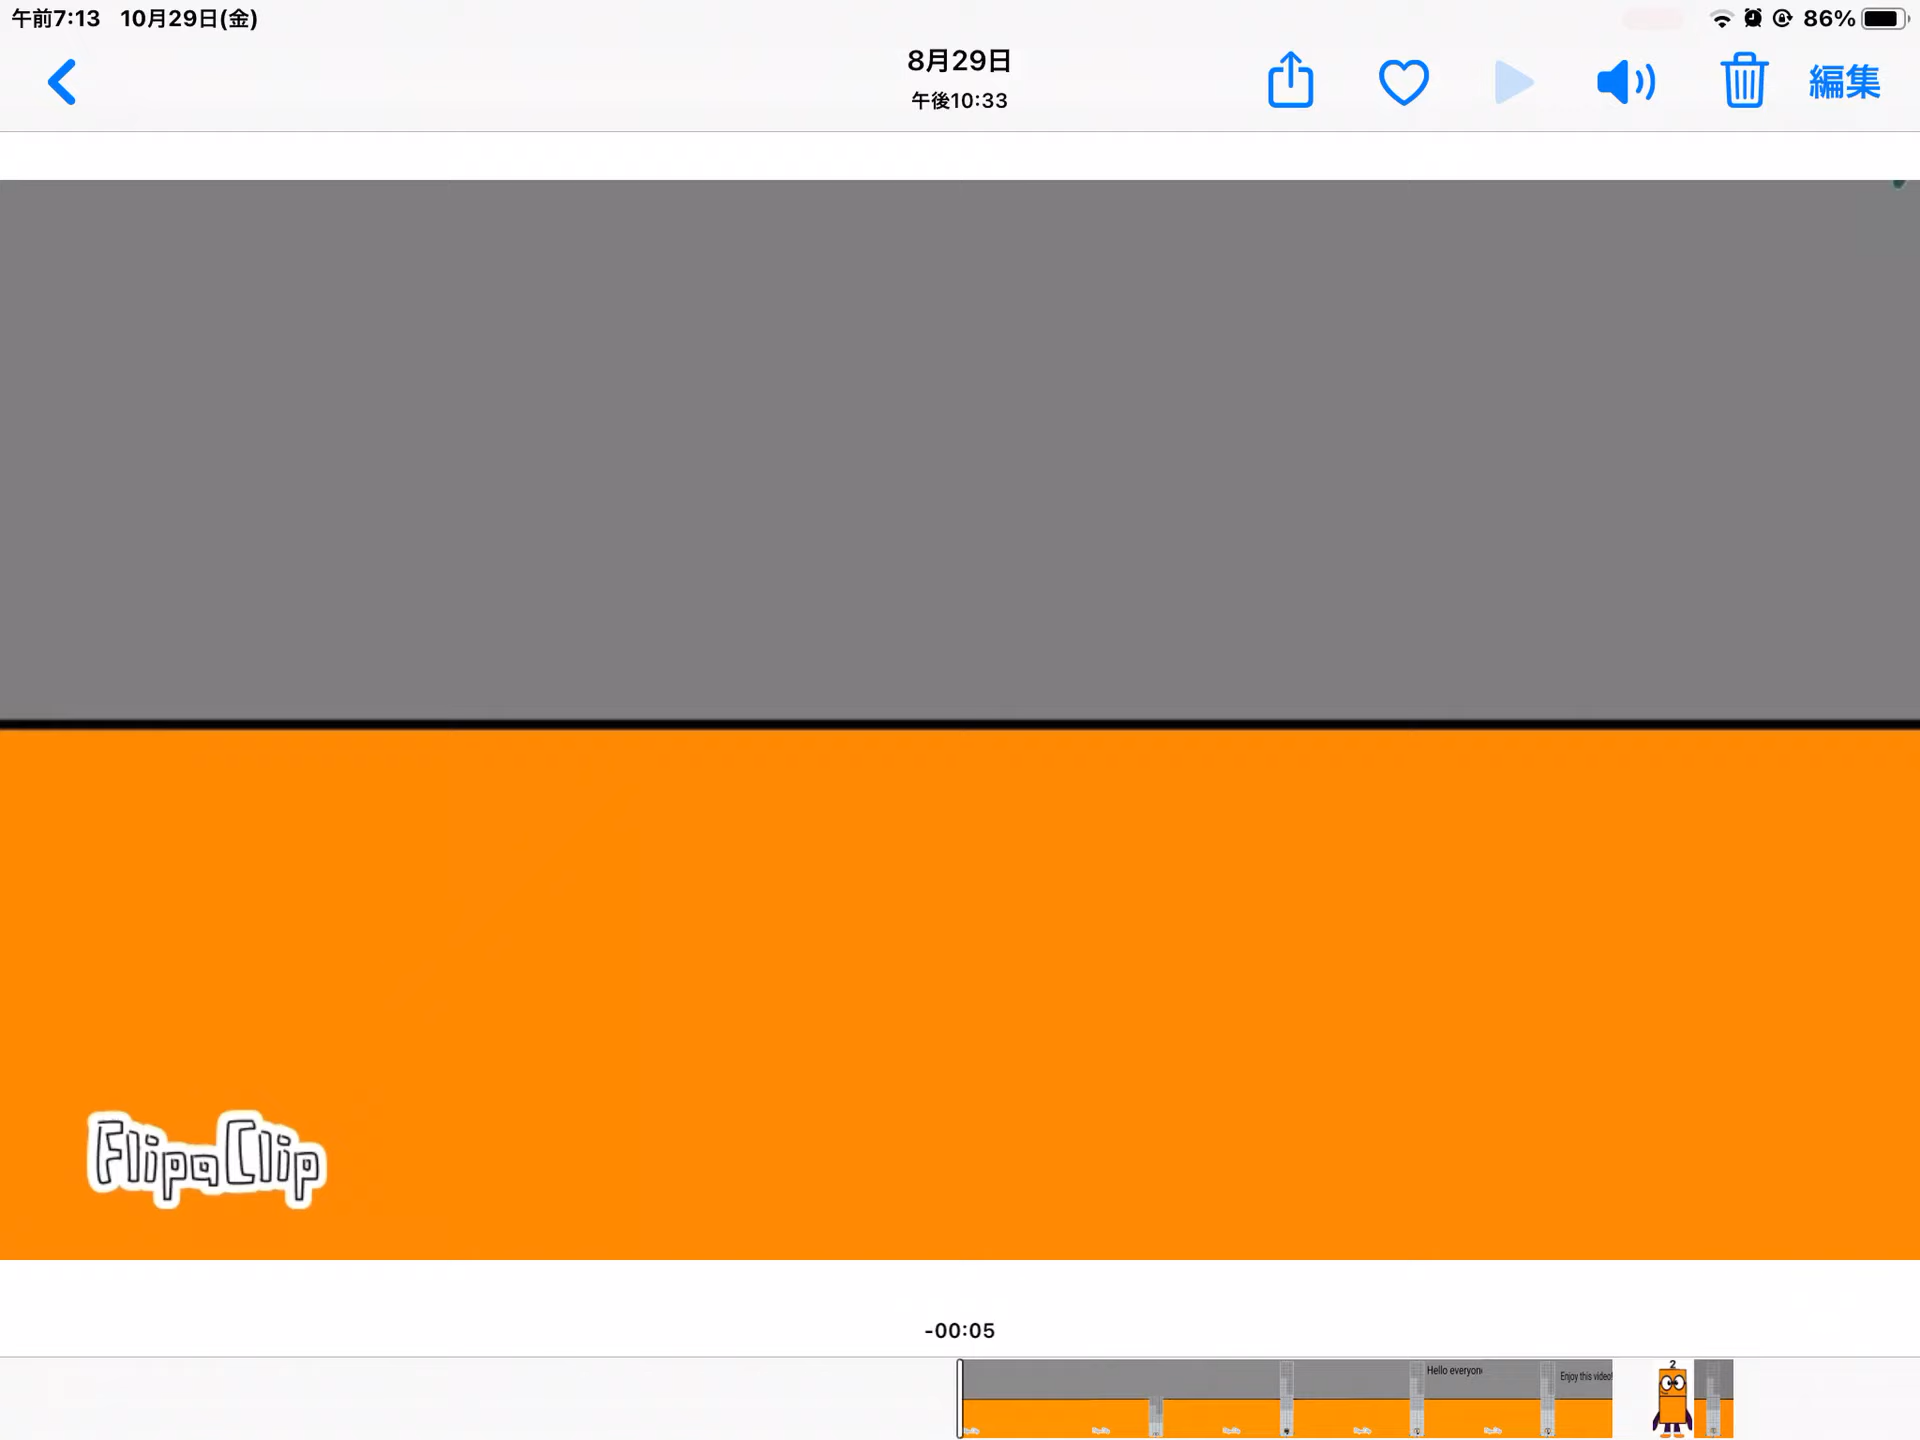 午前7:13 10月29日(金)
86%
8月29日
午後10:33
編集
FlipaClip
-00:05
Hello everyon
Enjoy this video!
2